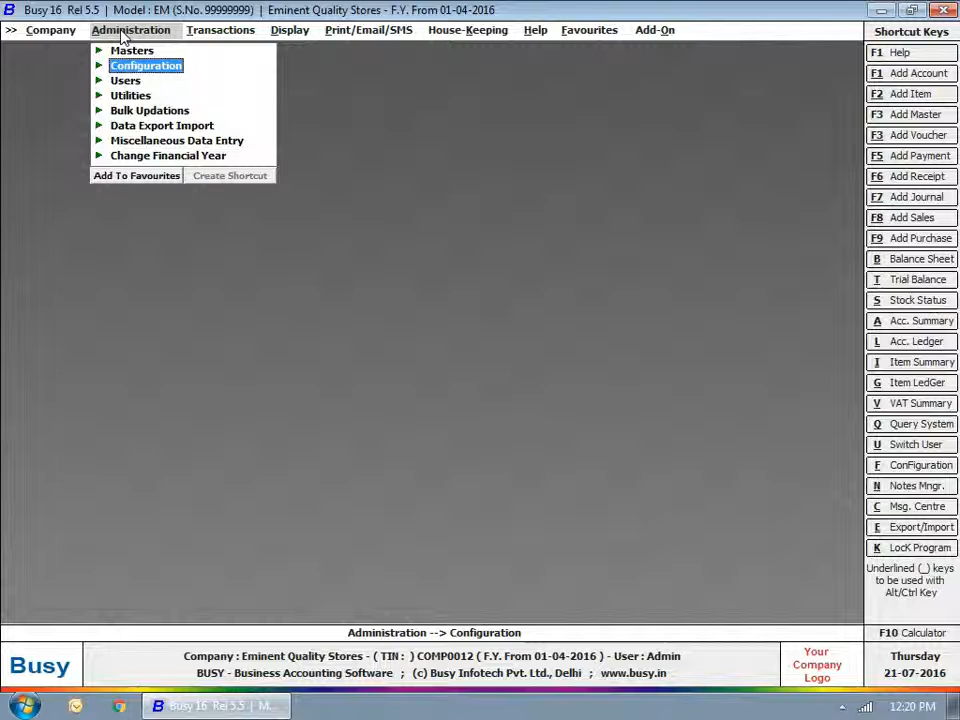 Busy 16 Rel 5.5 | Model : EM (S.No. 99999999) | Eminent Quality Stores - F.Y. From 01-04-2016
>> Company Administration Transactions Display Print/Email/SMS House-Keeping Help Favourites Add-On
Masters
Configuration
Users
Utilities
Bulk Updations
Data Export Import
Miscellaneous Data Entry
Change Financial Year
Add To Favourites Create Shortcut
Shortcut Keys
F1 Help
F1 Add Account
F2 Add Item
F3 Add Master
F3 Add Voucher
F5 Add Payment
F6 Add Receipt
F7 Add Journal
F8 Add Sales
F9 Add Purchase
B Balance Sheet
T Trial Balance
S Stock Status
A Acc. Summary
L Acc. Ledger
I Item Summary
G Item LedGer
V VAT Summary
Q Query System
U Switch User
F ConFiguration
N Notes Mngr.
C Msg. Centre
E Export/Import
K LocK Program
Underlined (_) keys
to be used with
Alt/Ctrl Key
Administration --> Configuration
F10 Calculator
Busy
Company : Eminent Quality Stores - ( TIN : ) COMP0012 ( F.Y. From 01-04-2016 ) - User : Admin
BUSY - Business Accounting Software ; (c) Busy Infotech Pvt. Ltd., Delhi ; www.busy.in
Your
Company
Logo
Thursday
21-07-2016
Busy 16 Rel 5.5 | M...
12:20 PM